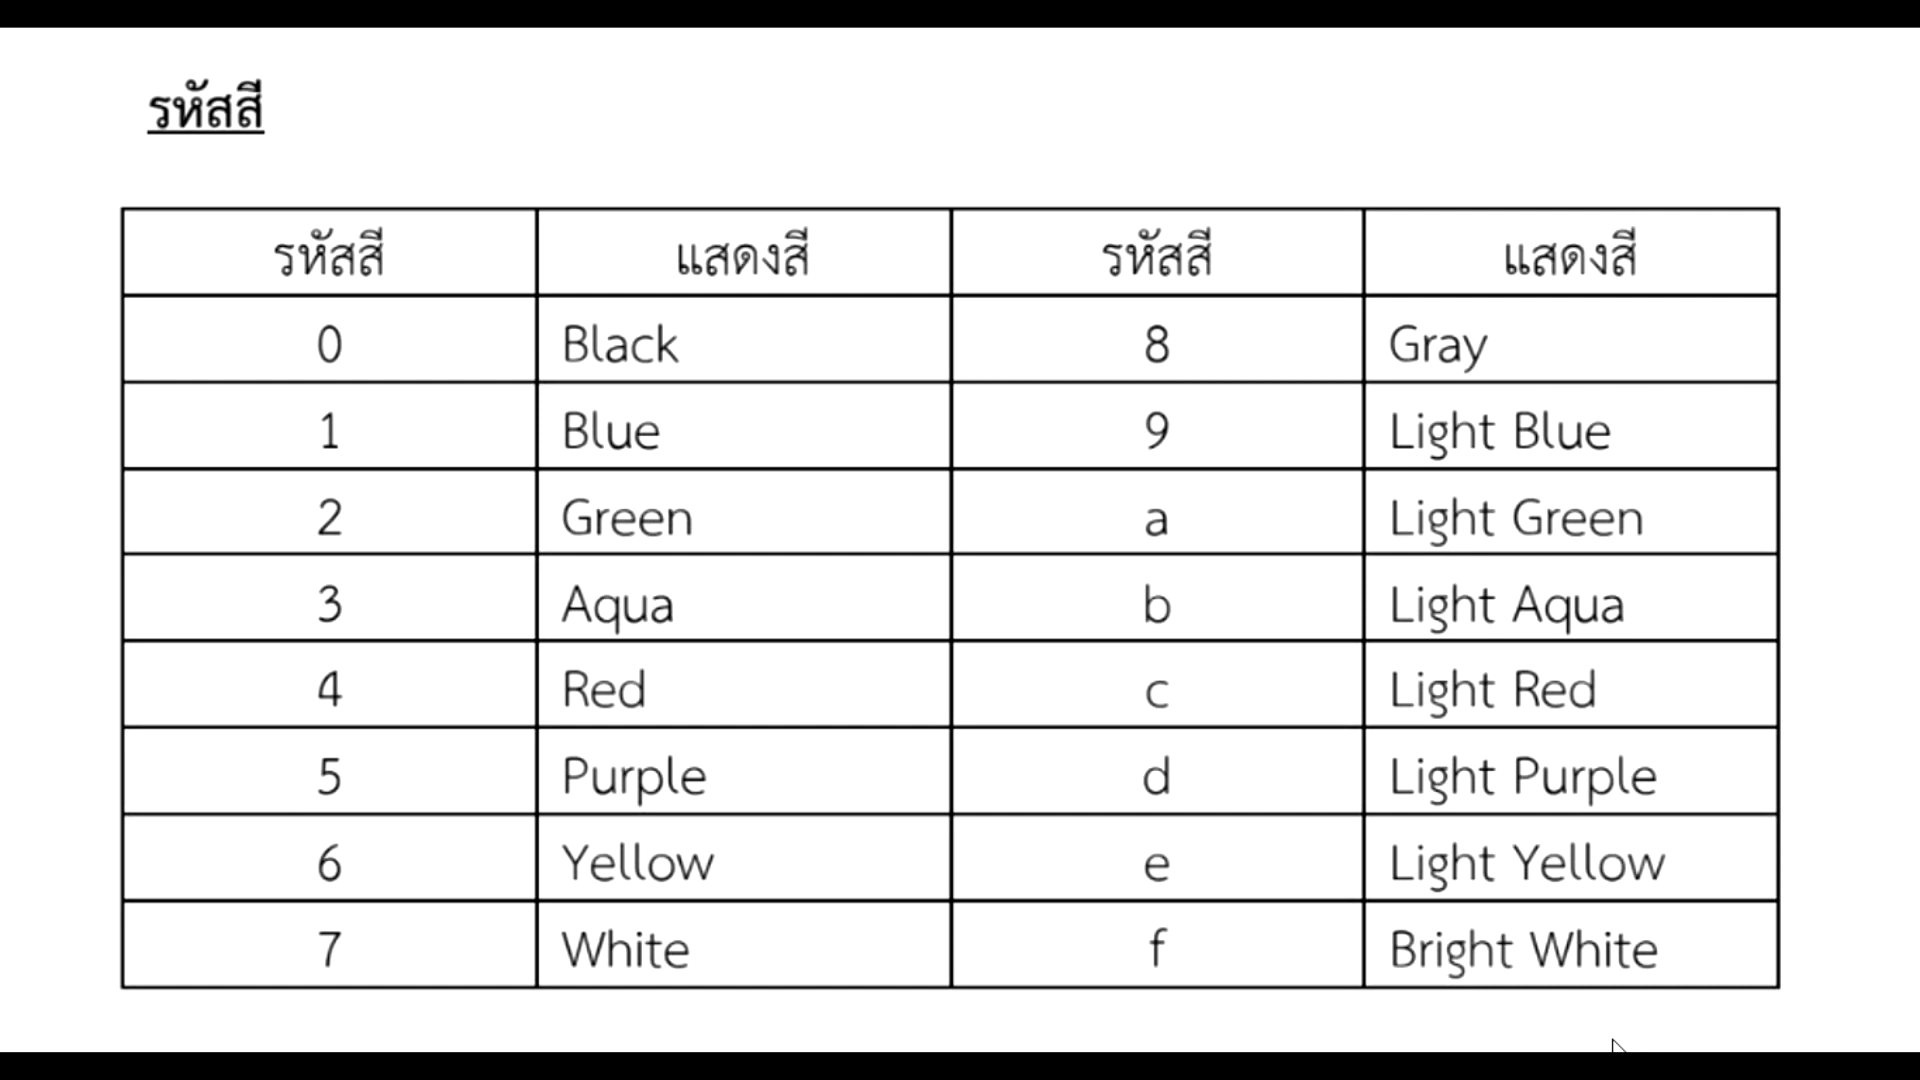 รหัสสี
รหัสสี แสดงสี รหัสสี แสดงสี
0 Black 8 Gray
1 Blue 9 Light Blue
2 Green a Light Green
3 Aqua b Light Aqua
4 Red c Light Red
5 Purple d Light Purple
6 Yellow e Light Yellow
7 White f Bright White